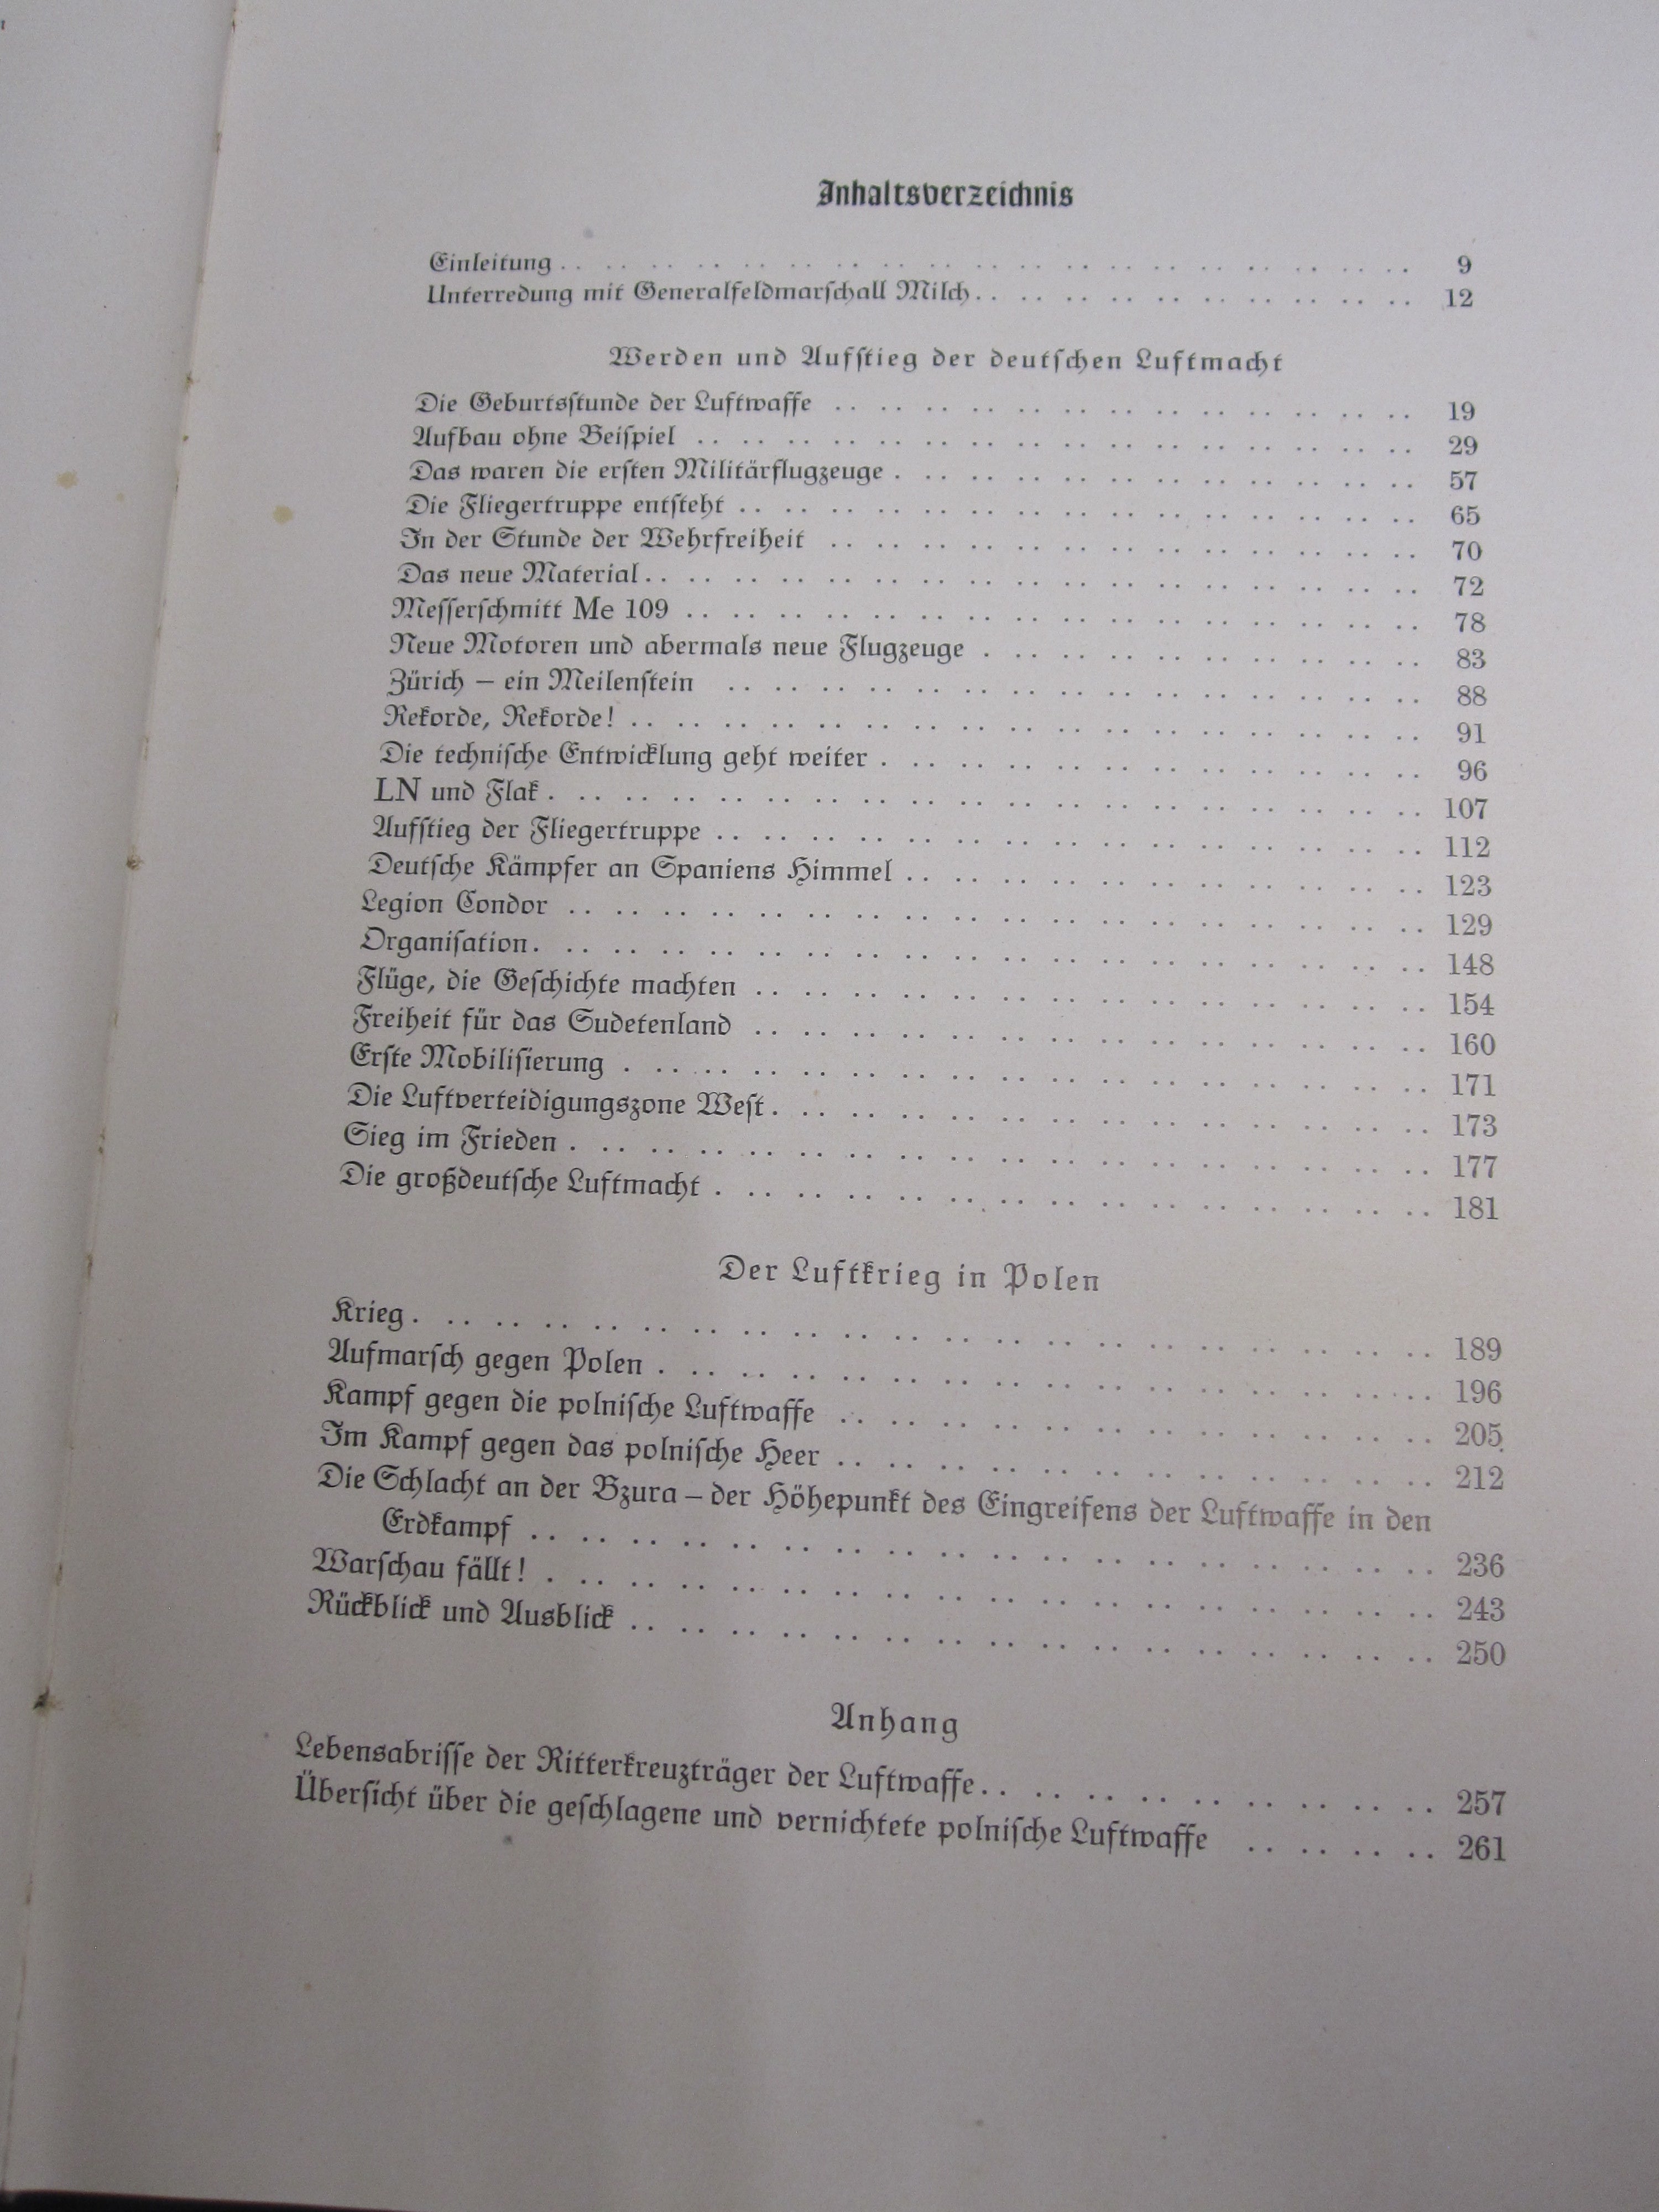 Inhaltsverzeichnis
Einleitung . . . . . . . . . . . . . . . . . . 9
Unterredung mit Generalfeldmarschall Milch . . . . . . . . . . 12
Werden und Aufstieg der deutschen Luftmacht
Die Geburtsstunde der Luftwaffe . . . . . . . . . . . . . 19
Aufbau ohne Beispiel . . . . . . . . . . . . . . . . 29
Das waren die ersten Militärflugzeuge . . . . . . . . . . . . 57
Die Fliegertruppe entsteht . . . . . . . . . . . . . . . 65
In der Stunde der Wehrfreiheit . . . . . . . . . . . . . 70
Das neue Material . . . . . . . . . . . . . . . . . 72
Messerschmitt Me 109 . . . . . . . . . . . . . . . . 78
Neue Motoren und abermals neue Flugzeuge . . . . . . . . . . 83
Zürich – ein Meilenstein . . . . . . . . . . . . . . . 88
Rekorde, Rekorde! . . . . . . . . . . . . . . . . . 91
Die technische Entwicklung geht weiter . . . . . . . . . . . . 96
LN und Flak . . . . . . . . . . . . . . . . . . . 107
Aufstieg der Fliegertruppe . . . . . . . . . . . . . . . 112
Deutsche Kämpfer an Spaniens Himmel . . . . . . . . . . . 123
Legion Condor . . . . . . . . . . . . . . . . . . 129
Organisation . . . . . . . . . . . . . . . . . . . 148
Flüge, die Geschichte machten . . . . . . . . . . . . . . 154
Freiheit für das Sudetenland . . . . . . . . . . . . . . 160
Erste Mobilisierung . . . . . . . . . . . . . . . . . 171
Die Luftverteidigungszone West . . . . . . . . . . . . . . 173
Sieg im Frieden . . . . . . . . . . . . . . . . . . 177
Die großdeutsche Luftmacht . . . . . . . . . . . . . . . 181
Der Luftkrieg in Polen
Krieg . . . . . . . . . . . . . . . . . . . . . 189
Aufmarsch gegen Polen . . . . . . . . . . . . . . . . 196
Kampf gegen die polnische Luftwaffe . . . . . . . . . . . . 205
Im Kampf gegen das polnische Heer . . . . . . . . . . . . 212
Die Schlacht an der Bzura – der Höhepunkt des Eingreifens der Luftwaffe in den
Erdkampf . . . . . . . . . . . . . . . . . . 236
Warschau fällt! . . . . . . . . . . . . . . . . . . 243
Rückblick und Ausblick . . . . . . . . . . . . . . . . 250
Anhang
Lebensabrisse der Ritterkreuzträger der Luftwaffe . . . . . . . . . 257
Übersicht über die geschlagene und vernichtete polnische Luftwaffe . . . . 261